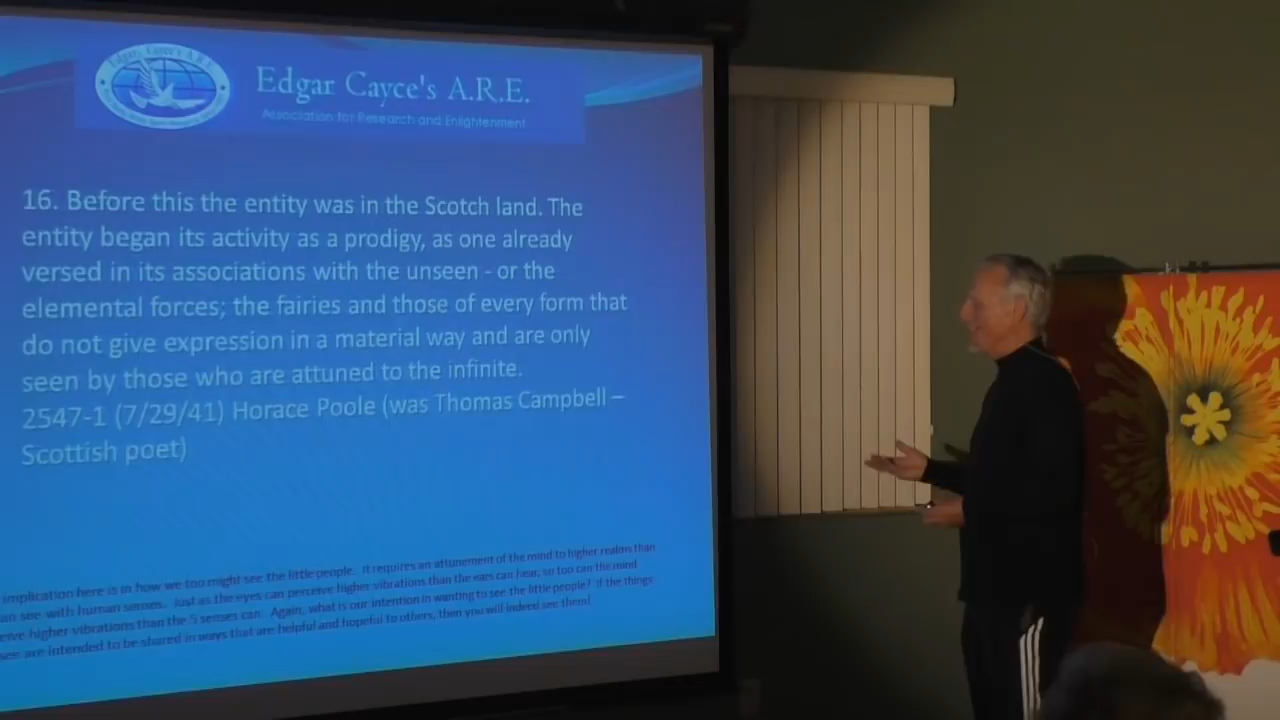 Edgar Cayce's A.R.E.
Edgar Cayce's A.R.E.
Association for Research and Enlightenment
16. Before this the entity was in the Scotch land. The
entity began its activity as a prodigy, as one already
versed in its associations with the unseen - or the
elemental forces; the fairies and those of every form that
do not give expression in a material way and are only
seen by those who are attuned to the infinite.
2547-1 (7/29/41) Horace Poole (was Thomas Campbell –
Scottish poet)
implication here is in how we too might see the little people. It requires an attunement of the mind to higher realms than
an see with human senses. Just as the eyes can perceive higher vibrations than the ears can hear, so too can the mind
eive higher vibrations than the 5 senses can. Again, what is our intention in wanting to see the little people? If the things
see are intended to be shared in ways that are helpful and hopeful to others, then you will indeed see them!